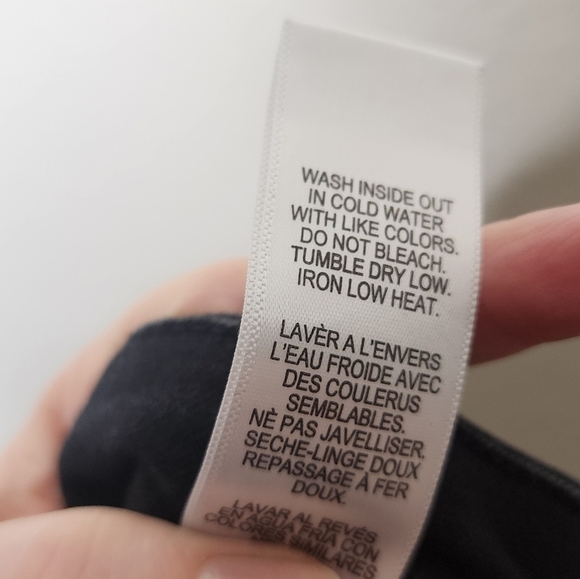 WASH INSIDE OUT
IN COLD WATER
WITH LIKE COLORS.
DO NOT BLEACH.
TUMBLE DRY LOW.
IRON LOW HEAT.
LAVÈR A L'ENVERS
L'EAU FROIDE AVEC
DES COULERUS
SEMBLABLES.
NÈ PAS JAVELLISER.
SECHE-LINGE DOUX
REPASSAGE À FER
DOUX.
LAVAR AL REVÉS
EN AGUA FRIA CON
COLORES SIMILARES